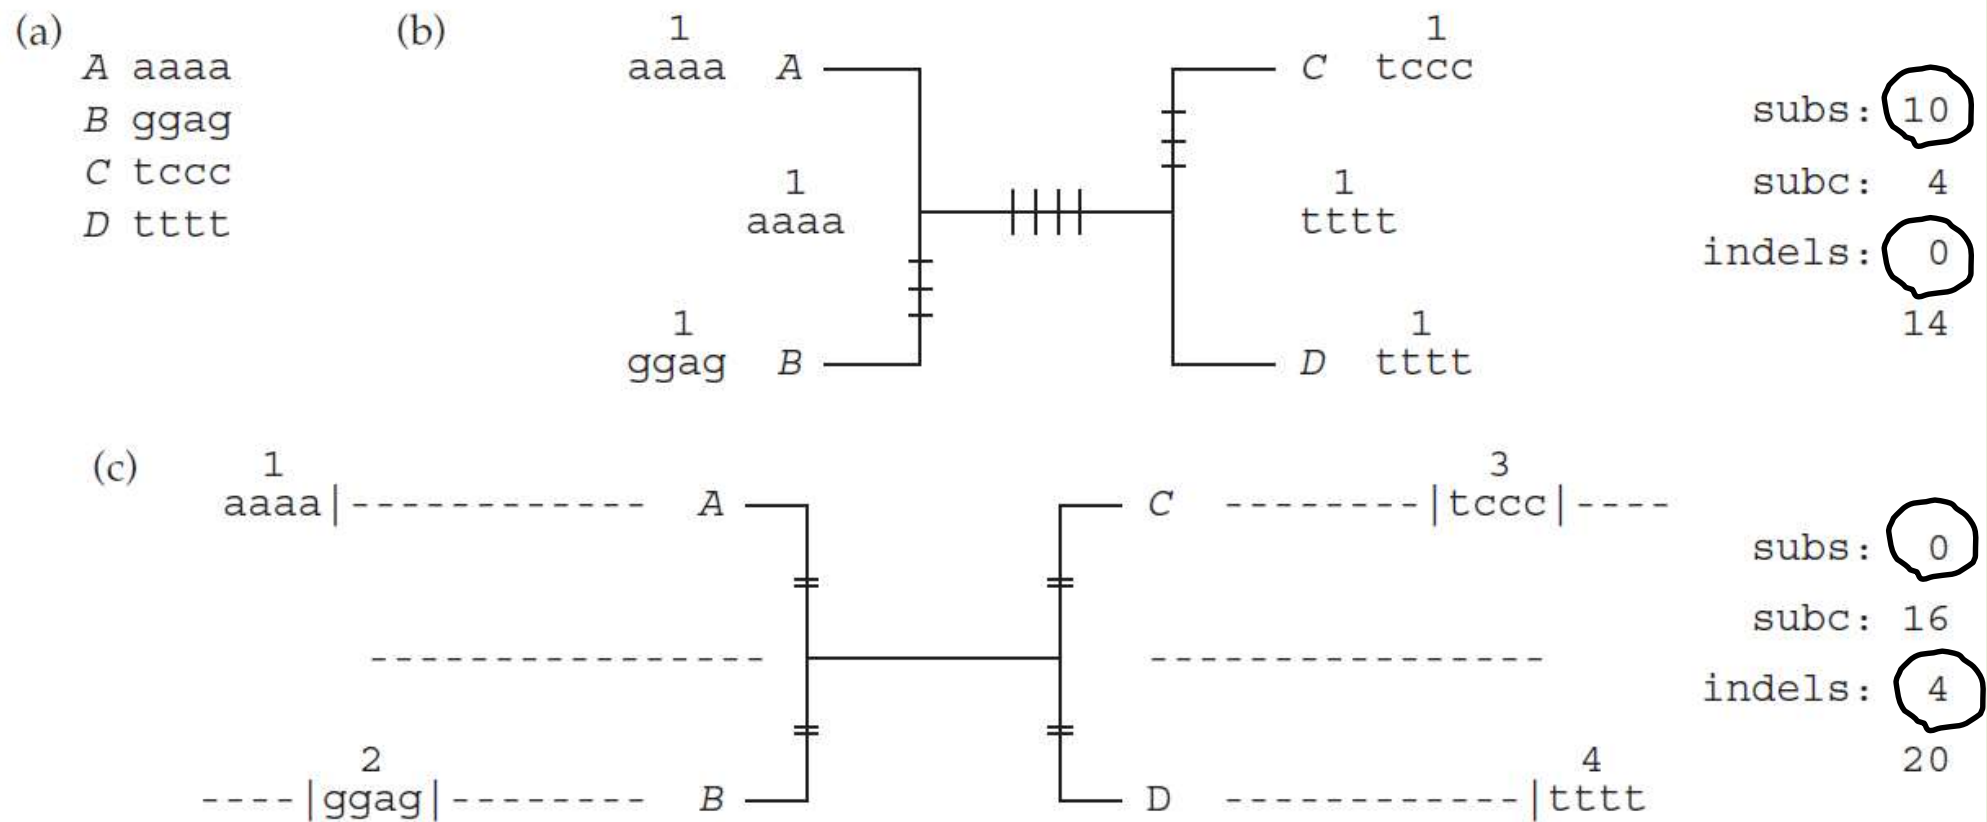 (a)
A aaaa
B ggag
C tccc
D tttt
(b)
1
aaaa A
1
aaaa
1
ggag B
1
C tccc
1
tttt
1
D tttt
subs: 10
subc: 4
indels: 0
14
(c)
1
aaaa|------------ A
----------------
2
----|ggag|-------- B
3
C --------|tccc|----
----------------
4
D ------------|tttt
subs: 0
subc: 16
indels: 4
20